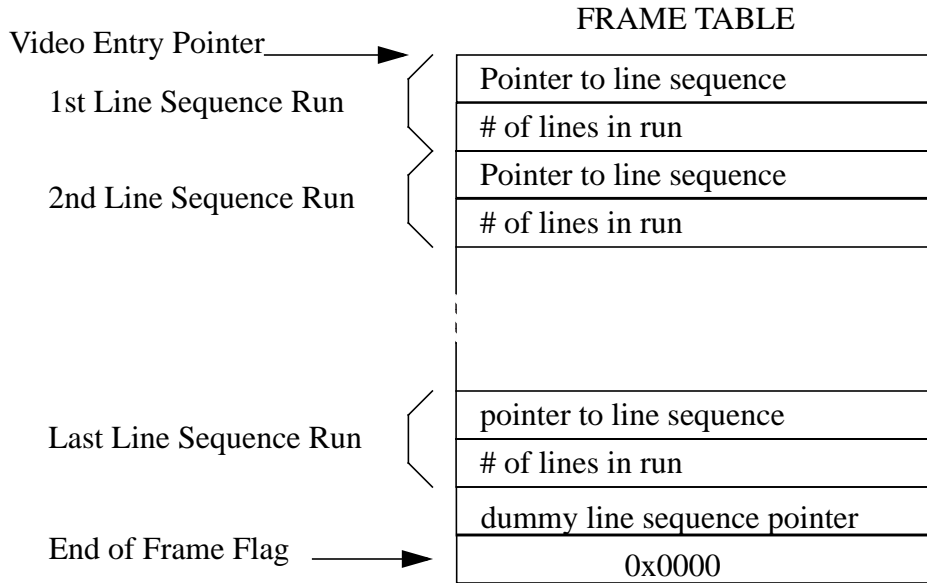 FRAME TABLE
Video Entry Pointer
Pointer to line sequence
1st Line Sequence Run
# of lines in run
Pointer to line sequence
2nd Line Sequence Run
# of lines in run
pointer to line sequence
Last Line Sequence Run
# of lines in run
dummy line sequence pointer
End of Frame Flag
0x0000